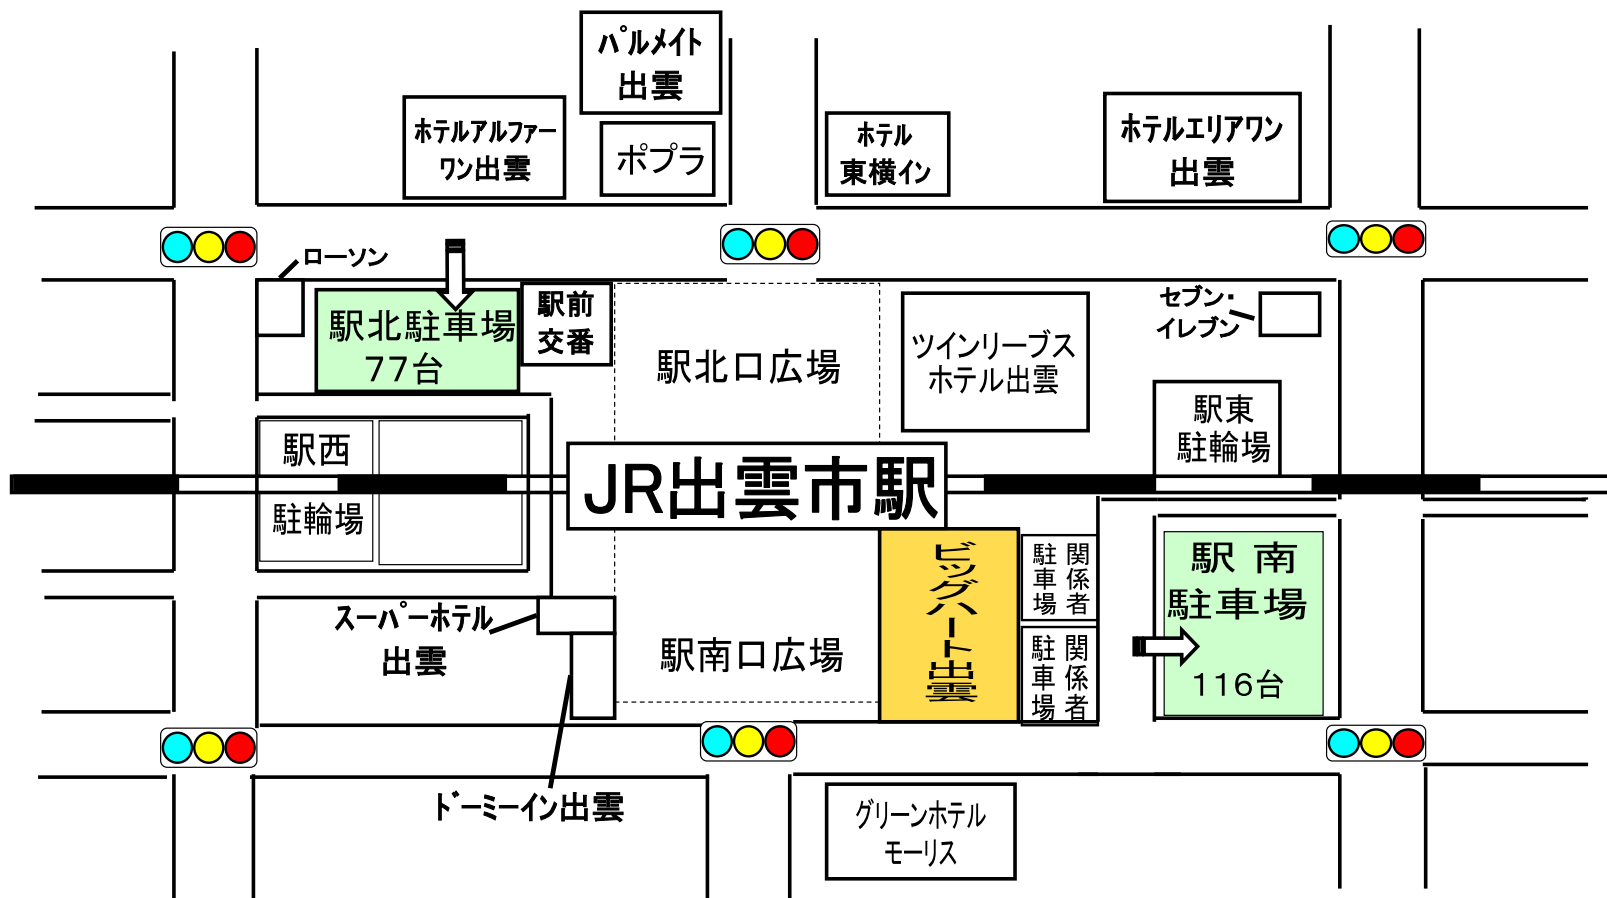 パルメイト
出雲
ホテルアルファー
ワン出雲
ポプラ
ホテル
東横イン
ホテルエリアワン
出雲
ローソン
駅北駐車場
77台
駅前
交番
駅北口広場
ツインリーブス
ホテル出雲
セブン・
イレブン
駅東
駐輪場
駅西
駐輪場
JR出雲市駅
ビッグハート出雲
関係者
駐車場
関係者
駐車場
駅南
駐車場
116台
スーパーホテル
出雲
駅南口広場
ドーミーイン出雲
グリーンホテル
モーリス